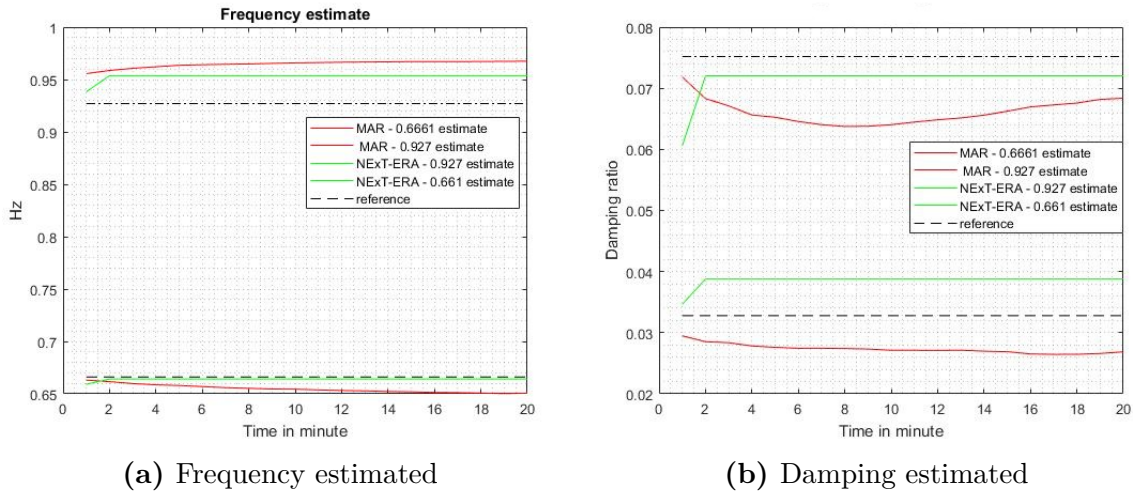 Frequency estimate
1
0.95
0.9
0.85
0.8
0.75
0.7
0.65
Hz
MAR - 0.6661 estimate
MAR - 0.927 estimate
NExT-ERA - 0.927 estimate
NExT-ERA - 0.661 estimate
reference
0 2 4 6 8 10 12 14 16 18 20
Time in minute
(a) Frequency estimated
0.08
0.07
0.06
0.05
0.04
0.03
0.02
Damping ratio
MAR - 0.6661 estimate
MAR - 0.927 estimate
NExT-ERA - 0.927 estimate
NExT-ERA - 0.661 estimate
reference
0 2 4 6 8 10 12 14 16 18 20
Time in minute
(b) Damping estimated